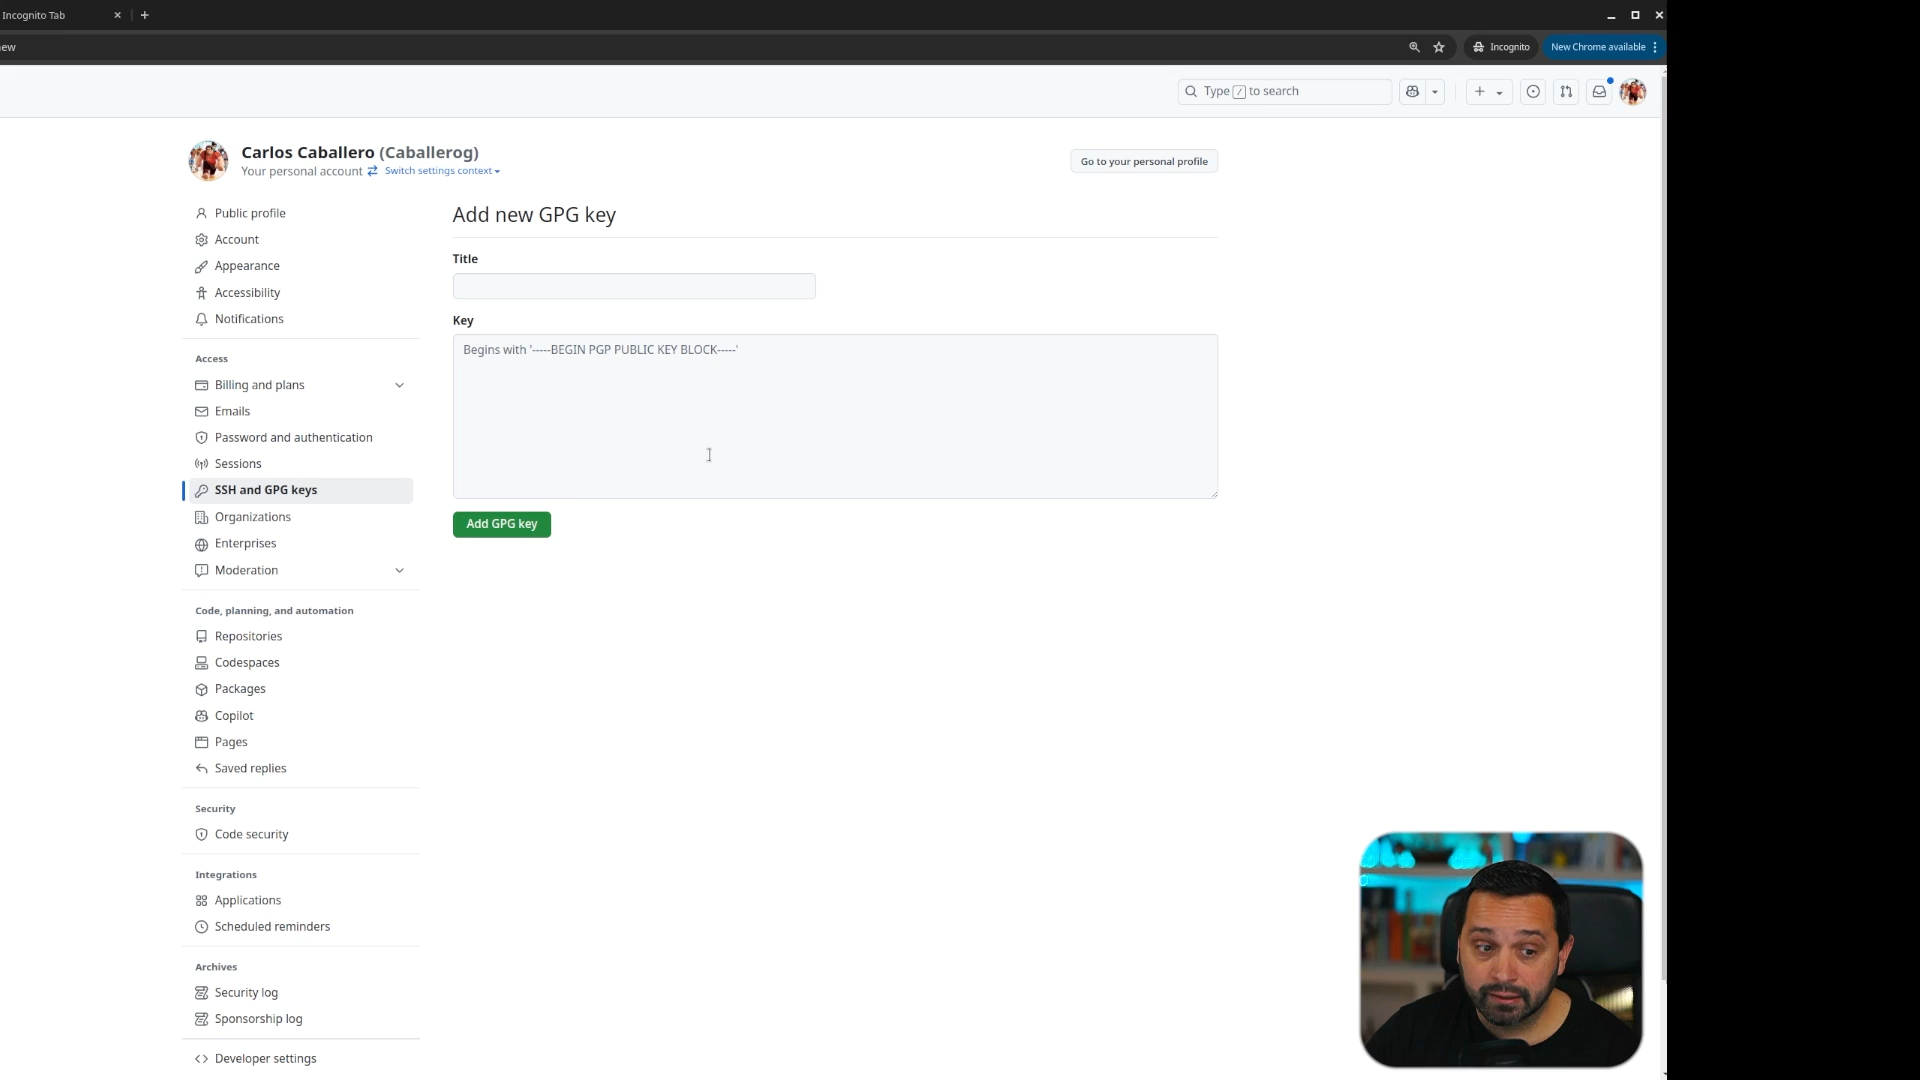 Incognito Tab
ew
Incognito
New Chrome available
Type / to search
Carlos Caballero (Caballerog)
Your personal account
Switch settings context
Go to your personal profile
Public profile
Account
Appearance
Accessibility
Notifications
Access
Billing and plans
Emails
Password and authentication
Sessions
SSH and GPG keys
Organizations
Enterprises
Moderation
Code, planning, and automation
Repositories
Codespaces
Packages
Copilot
Pages
Saved replies
Security
Code security
Integrations
Applications
Scheduled reminders
Archives
Security log
Sponsorship log
Developer settings
Add new GPG key
Title
Key
Begins with '-----BEGIN PGP PUBLIC KEY BLOCK-----'
Add GPG key